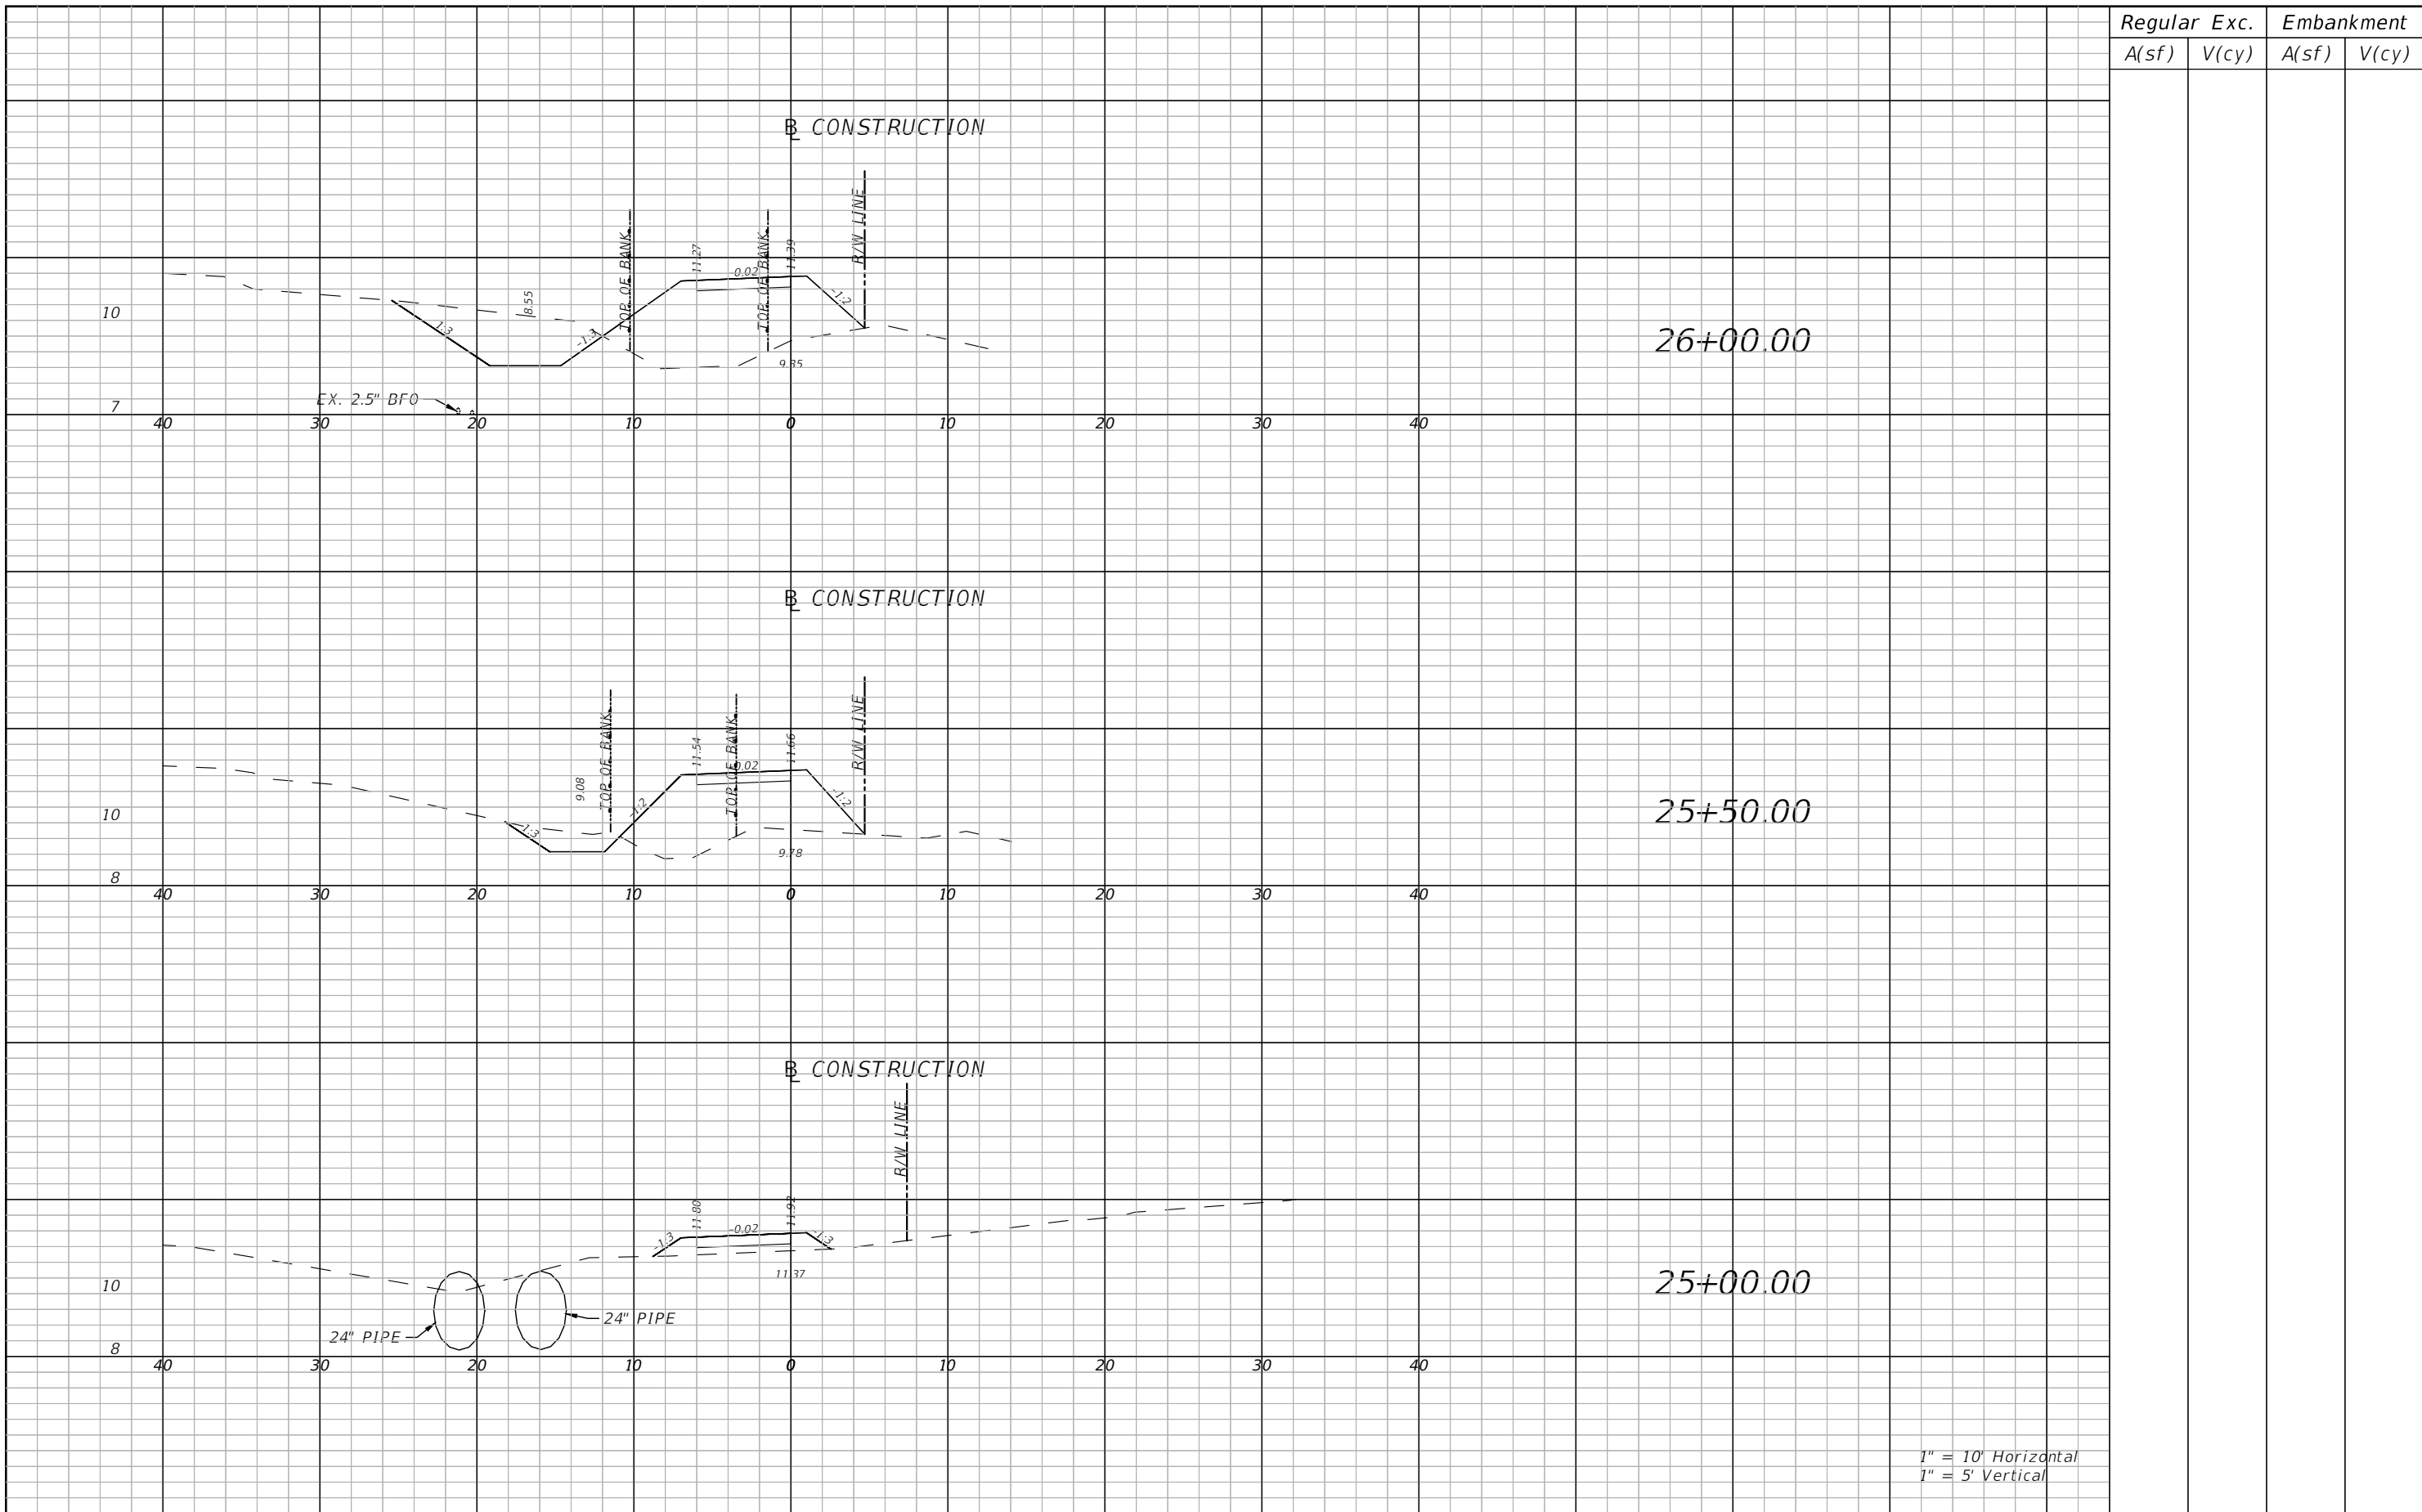 Regular Exc. Embankment
A(sf) V(cy) A(sf) V(cy)
℄ CONSTRUCTION
TOP OF BANK
TOP OF BANK
R/W LINE
11.27
11.39
0.02
-1:2
8.55
1:3
-1:3
9.35
10
26+00.00
EX. 2.5" BFO
7
40 30 20 10 0 10 20 30 40
B CONSTRUCTION
TOP OF BANK
TOP OF BANK
R/W LINE
11.54
11.66
-0.02
-1:2
9.08
-1:2
1:3
9.78
10
25+50.00
8
40 30 20 10 0 10 20 30 40
B CONSTRUCTION
R/W LINE
11.80
11.92
-0.02
-1:3
-1:3
11.37
10
25+00.00
24" PIPE
24" PIPE
8
40 30 20 10 0 10 20 30 40
1" = 10' Horizontal
1" = 5' Vertical